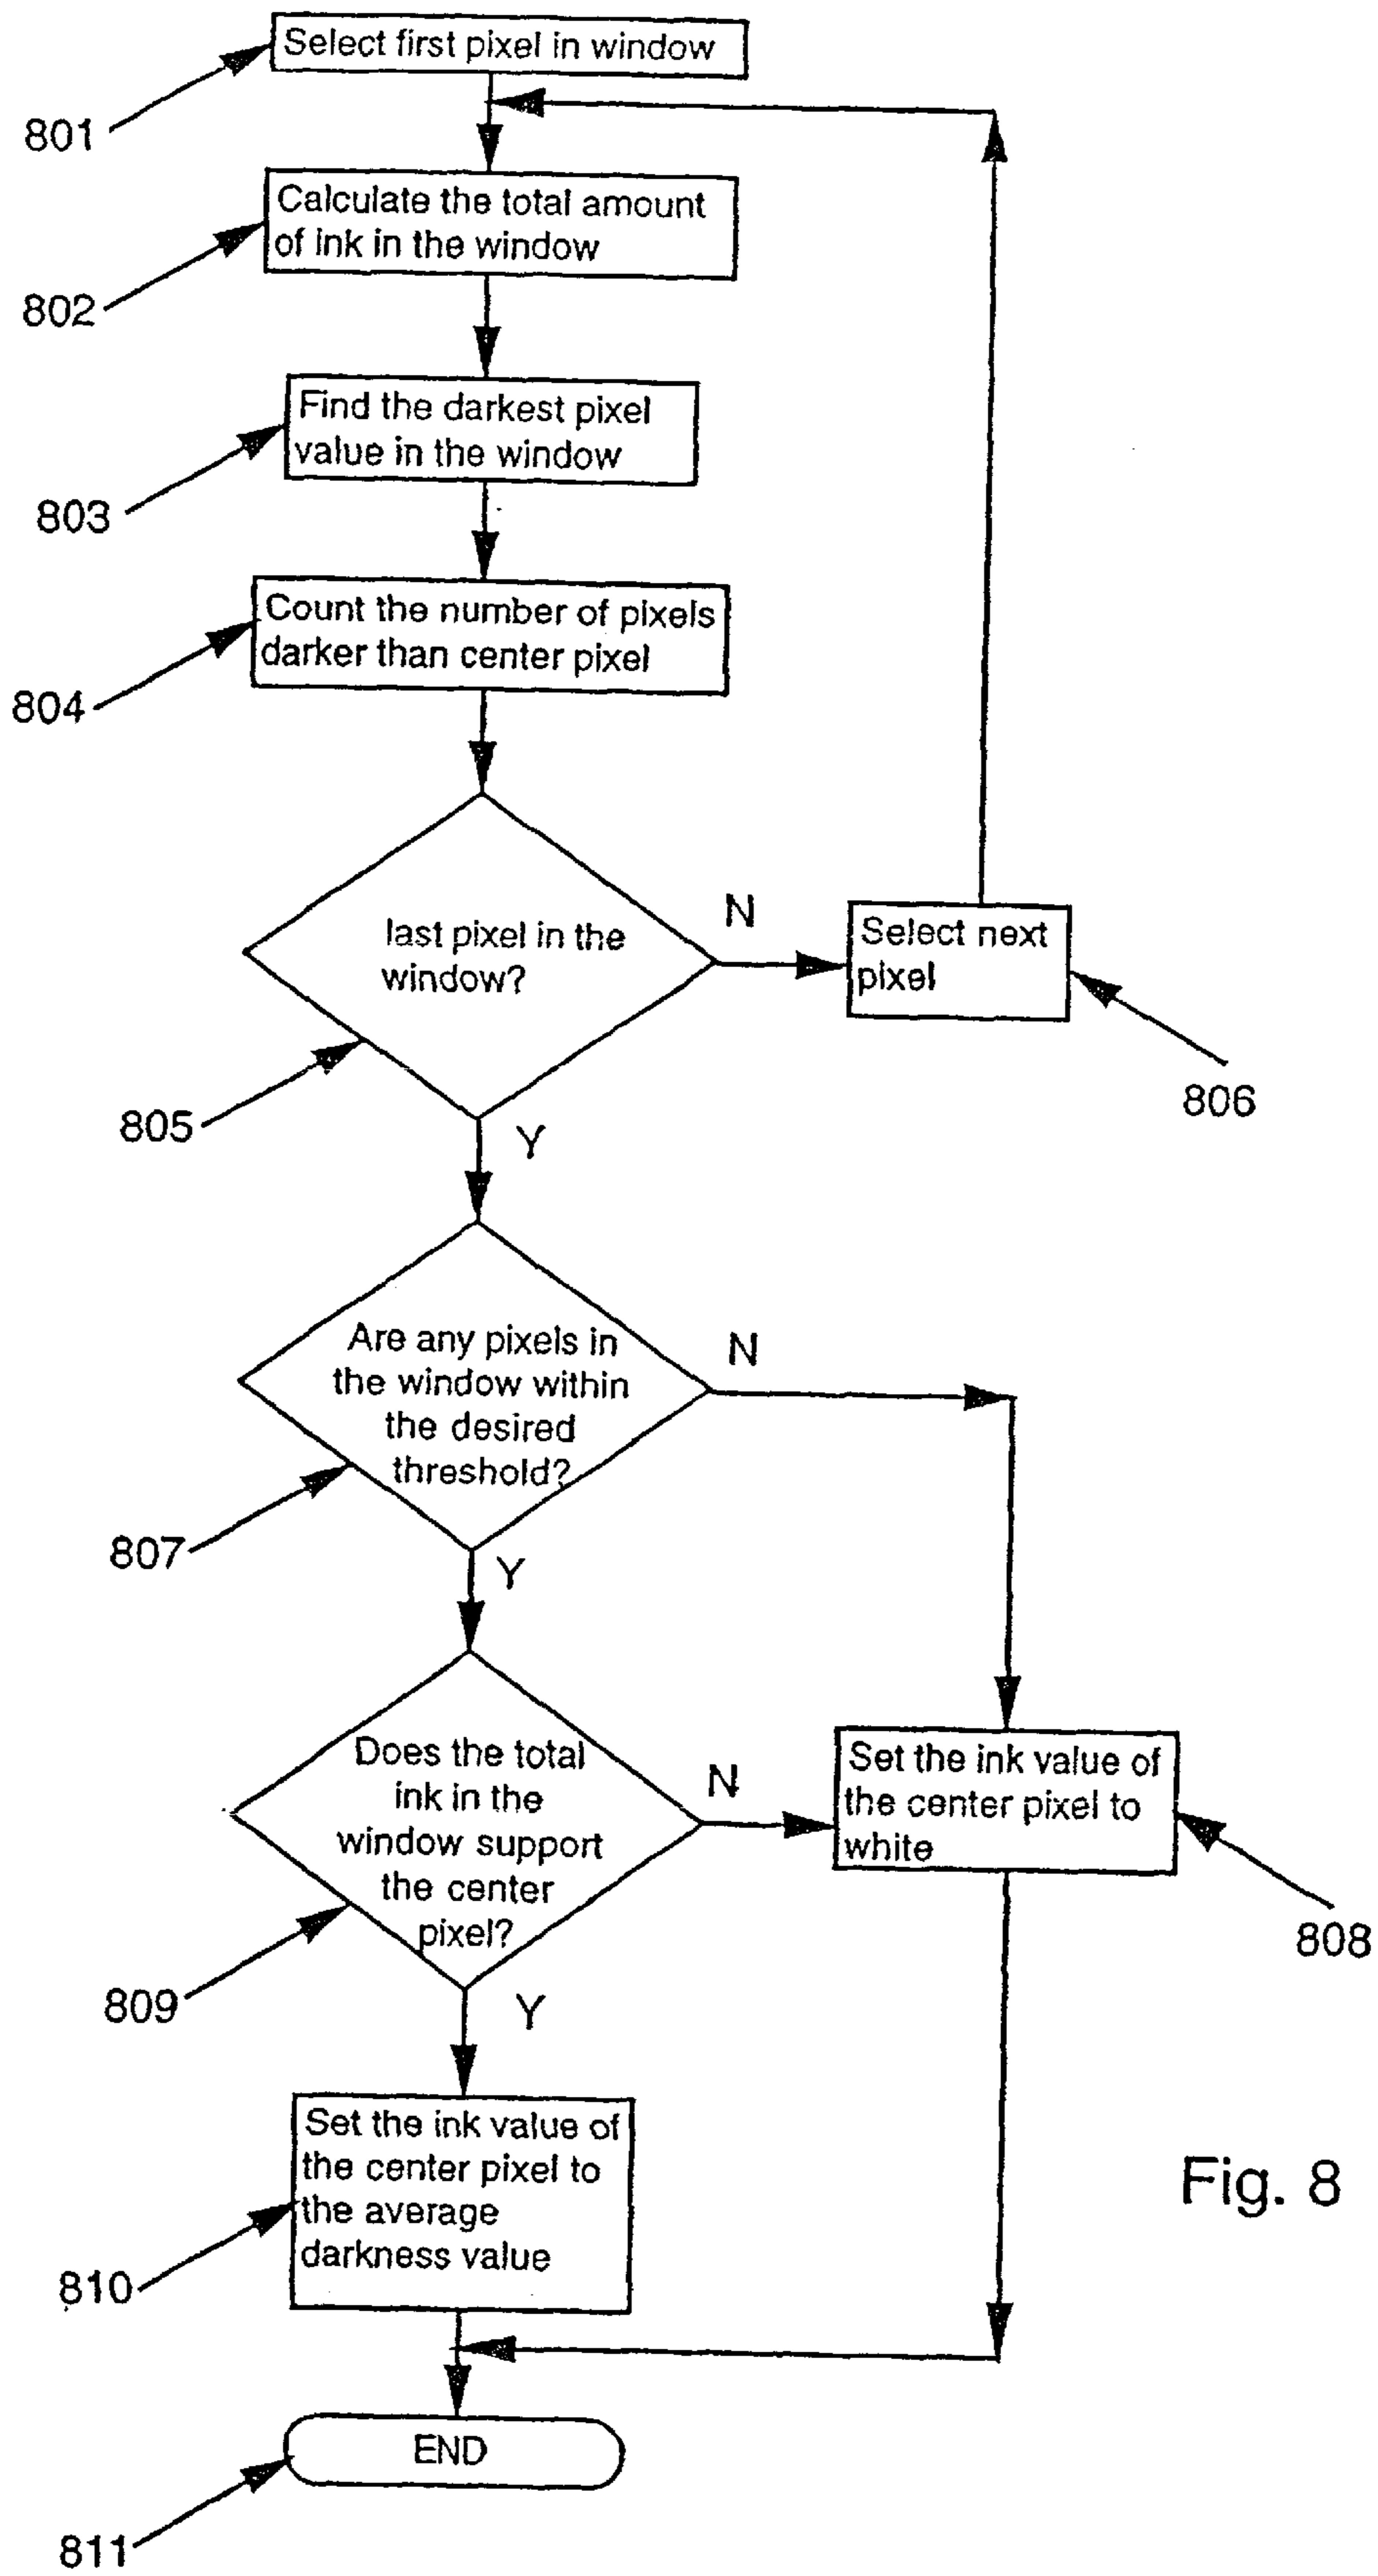 Select first pixel in window
801
Calculate the total amount
of ink in the window
802
Find the darkest pixel
value in the window
803
Count the number of pixels
darker than center pixel
804
last pixel in the
window?
N
Select next
pixel
805
806
Y
Are any pixels in
the window within
the desired
threshold?
N
807
Y
Does the total
ink in the
window support
the center
pixel?
N
Set the ink value of
the center pixel to
white
808
809
Y
Set the ink value of
the center pixel to
the average
darkness value
810
Fig. 8
END
811